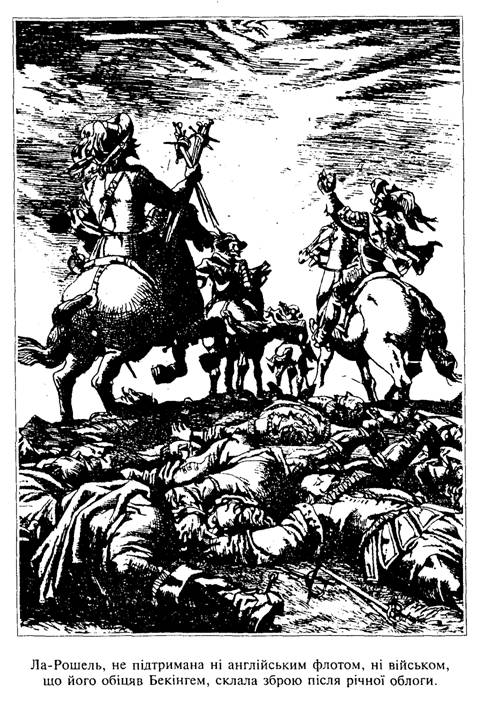 Ла-Рошель, не підтримана ні англійським флотом, ні військом,
що його обіцяв Бекінгем, склала зброю після річної облоги.